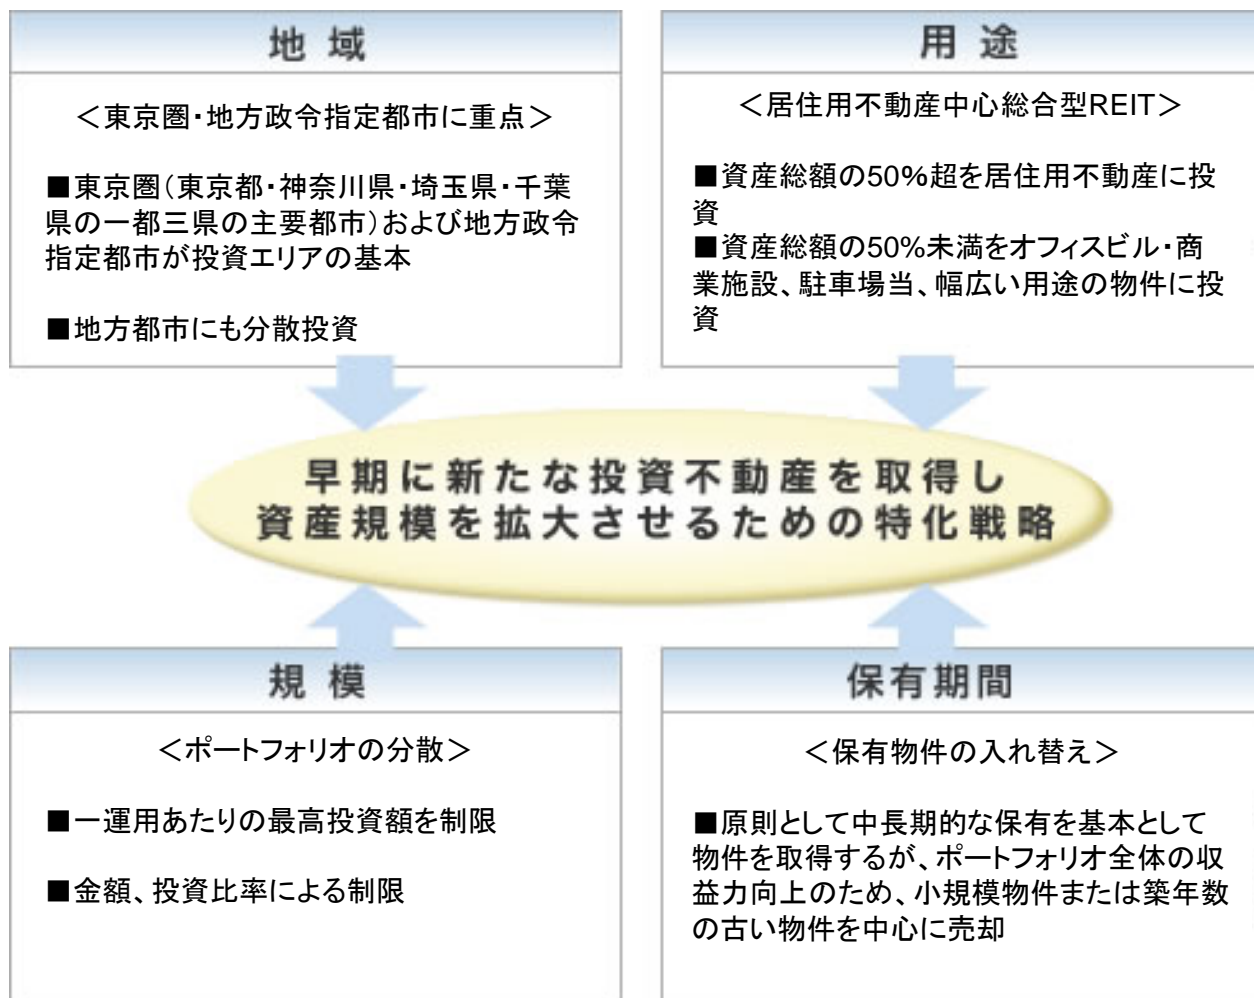 地域
＜東京圏・地方政令指定都市に重点＞
■東京圏（東京都・神奈川県・埼玉県・千葉
県の一都三県の主要都市）および地方政令
指定都市が投資エリアの基本
■地方都市にも分散投資
用途
＜居住用不動産中心総合型REIT＞
■資産総額の50％超を居住用不動産に投
資
■資産総額の50％未満をオフィスビル・商
業施設、駐車場当、幅広い用途の物件に投
資
早期に新たな投資不動産を取得し
資産規模を拡大させるための特化戦略
規模
＜ポートフォリオの分散＞
■一運用あたりの最高投資額を制限
■金額、投資比率による制限
保有期間
＜保有物件の入れ替え＞
■原則として中長期的な保有を基本として
物件を取得するが、ポートフォリオ全体の収
益力向上のため、小規模物件または築年数
の古い物件を中心に売却